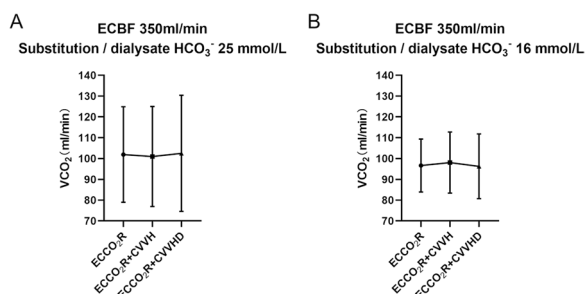 A
ECBF 350ml/min
Substitution / dialysate HCO₃⁻ 25 mmol/L
VCO₂(ml/min)
140
130
120
110
100
90
80
70
ECCO₂R
ECCO₂R+CVVH
ECCO₂R+CVVHD
B
ECBF 350ml/min
Substitution / dialysate HCO₃⁻ 16 mmol/L
VCO₂(ml/min)
140
130
120
110
100
90
80
70
ECCO₂R
ECCO₂R+CVVH
ECCO₂R+CVVHD